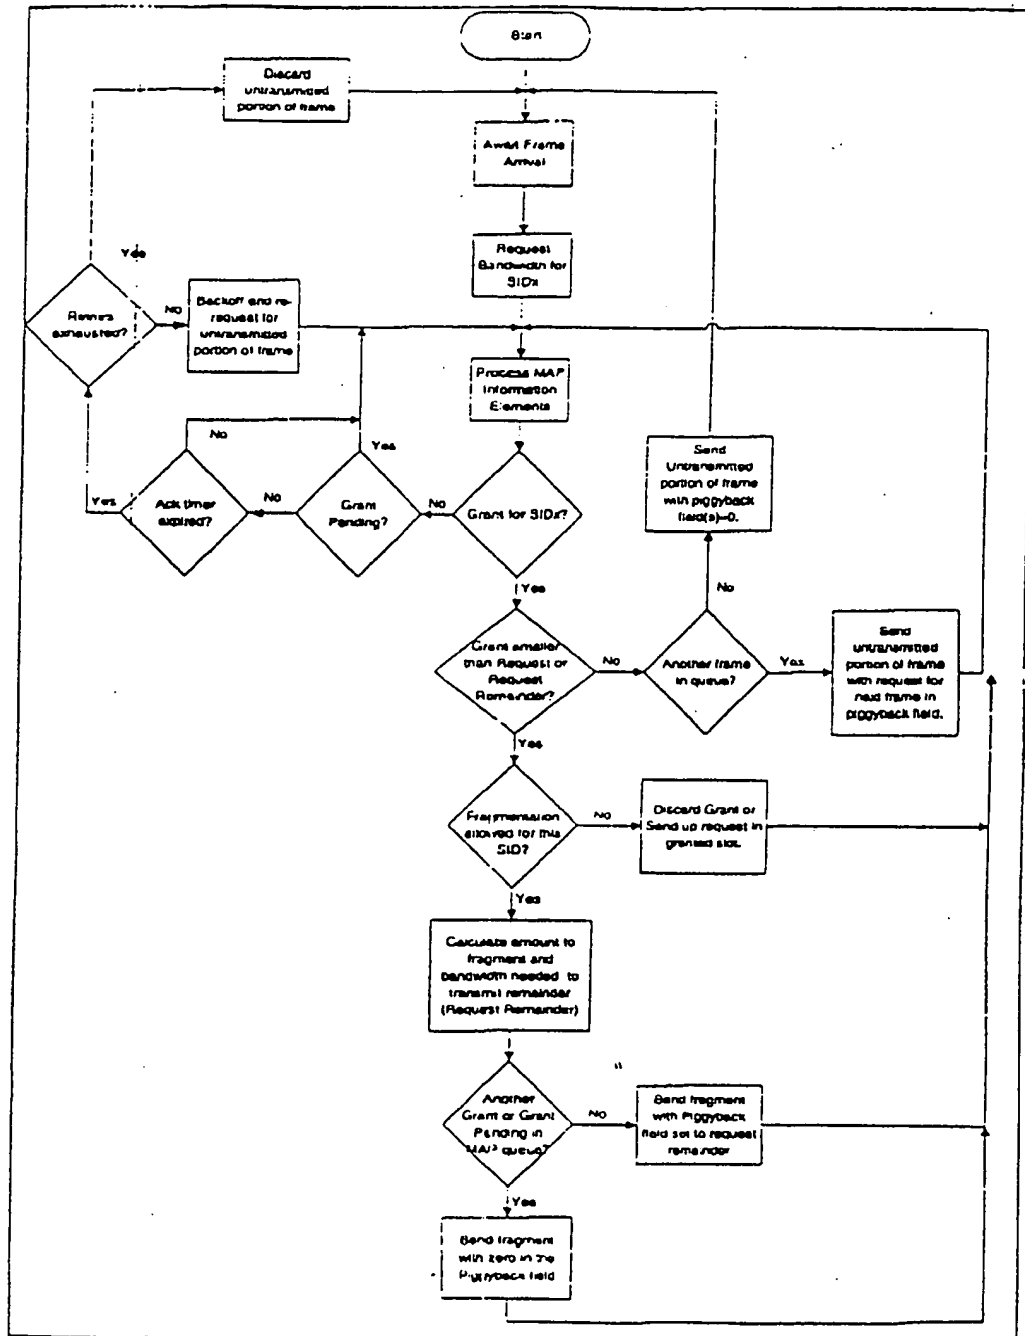 Start
Discard
untransmitted
portion of frame
Await Frame
Arrival
Request
Bandwidth for
SIDx
Yes
Retries
exhausted?
No
Backoff and re-
request for
untransmitted
portion of frame
Process MAP
Information
Elements
No
Yes
Send
Untransmitted
portion of frame
with piggyback
field(s)=0.
Yes
Ack timer
expired?
No
Grant
Pending?
No
Grant for SIDx?
Yes
No
Grant smaller
than Request or
Request
Remainder?
No
Another frame
in queue?
Yes
Send
untransmitted
portion of frame
with request for
next frame in
piggyback field.
Yes
Fragmentation
allowed for this
SID?
No
Discard Grant or
Send up request in
granted slot.
Yes
Calculate amount to
fragment and
bandwidth needed to
transmit remainder
(Request Remainder)
Another
Grant or Grant
Pending in
MAP queue?
No
Send fragment
with Piggyback
field set to request
remainder
Yes
Send fragment
with zero in the
Piggyback field